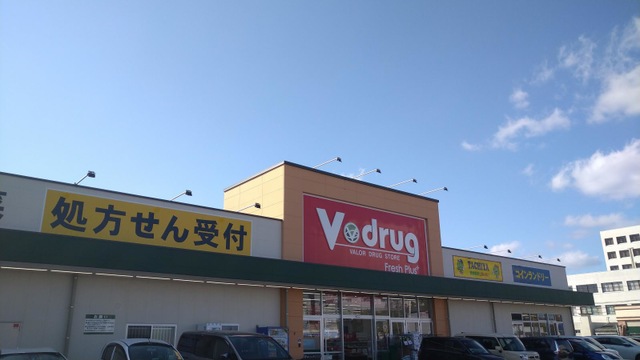 処方せん受付
V drug
VALOR DRUG STORE
Fresh Plus
TACHIYA
コインランドリー